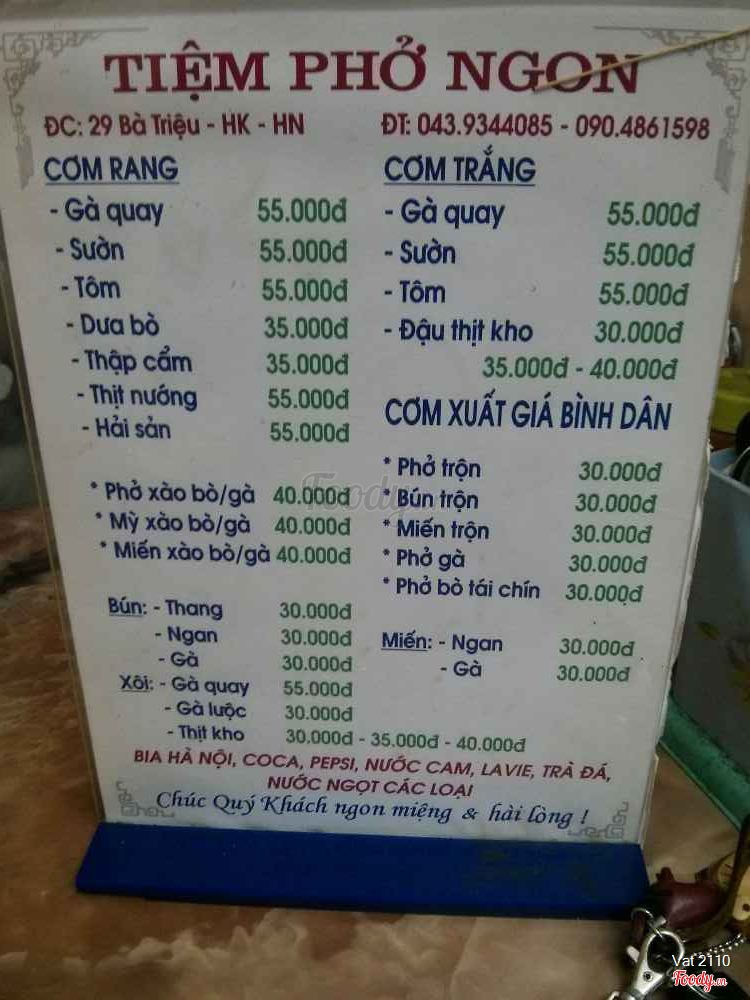 TIỆM PHỞ NGON
ĐC: 29 Bà Triệu - HK - HN ĐT: 043.9344085 - 090.4861598
CƠM RANG
- Gà quay 55.000đ
- Sườn 55.000đ
- Tôm 55.000đ
- Dưa bò 35.000đ
- Thập cẩm 35.000đ
- Thịt nướng 55.000đ
- Hải sản 55.000đ
* Phở xào bò/gà 40.000đ
* Mỳ xào bò/gà 40.000đ
* Miến xào bò/gà 40.000đ
Bún: - Thang 30.000đ
- Ngan 30.000đ
- Gà 30.000đ
Xôi: - Gà quay 55.000đ
- Gà luộc 30.000đ
- Thịt kho 30.000đ - 35.000đ - 40.000đ
CƠM TRẮNG
- Gà quay 55.000đ
- Sườn 55.000đ
- Tôm 55.000đ
- Đậu thịt kho 30.000đ
35.000đ - 40.000đ
CƠM XUẤT GIÁ BÌNH DÂN
* Phở trộn 30.000đ
* Bún trộn 30.000đ
* Miến trộn 30.000đ
* Phở gà 30.000đ
* Phở bò tái chín 30.000đ
Miến: - Ngan 30.000đ
- Gà 30.000đ
BIA HÀ NỘI, COCA, PEPSI, NƯỚC CAM, LAVIE, TRÀ ĐÁ,
NƯỚC NGỌT CÁC LOẠI
Chúc Quý Khách ngon miệng & hài lòng !
Foody.vn
Vat 2110
Foody.vn